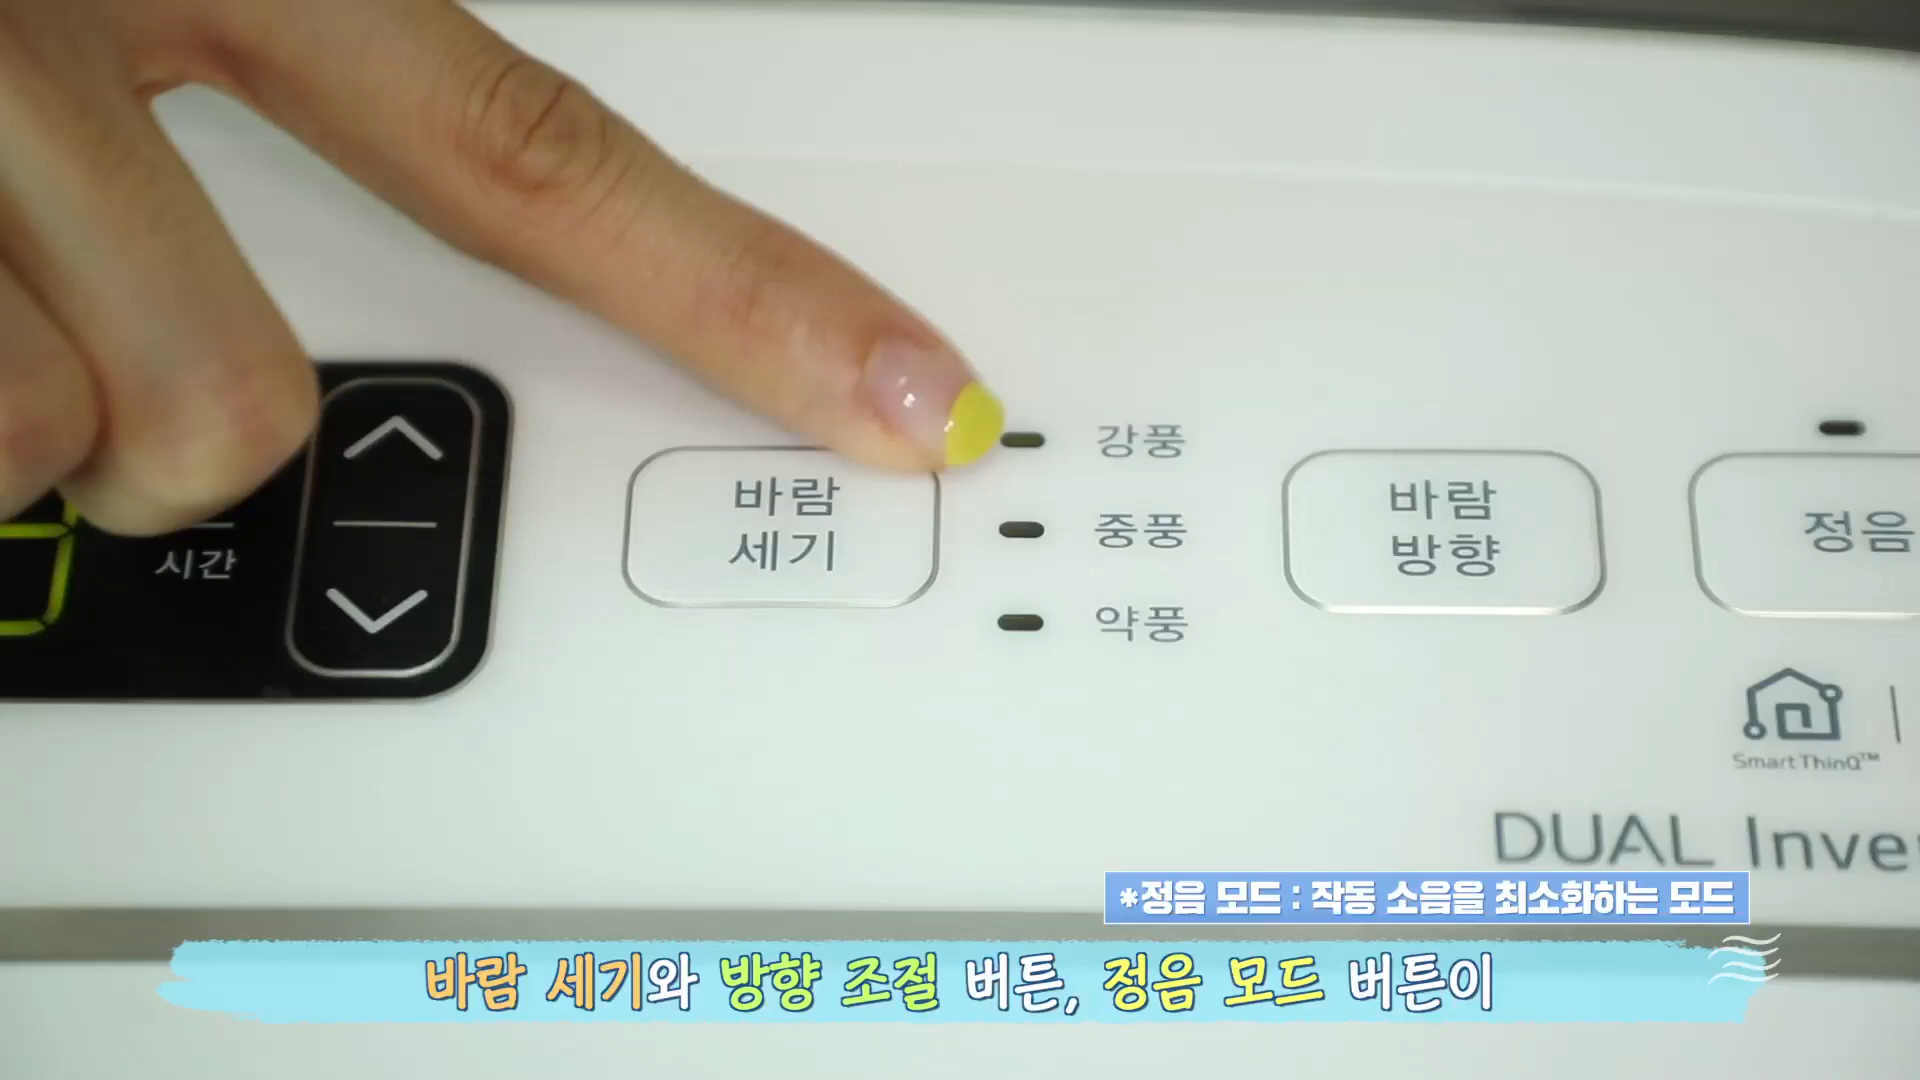 시간
바람
세기
강풍
중풍
약풍
바람
방향
정음
SmartThinQ™
DUAL Inver
*정음 모드 : 작동 소음을 최소화하는 모드
바람 세기와 방향 조절 버튼, 정음 모드 버튼이